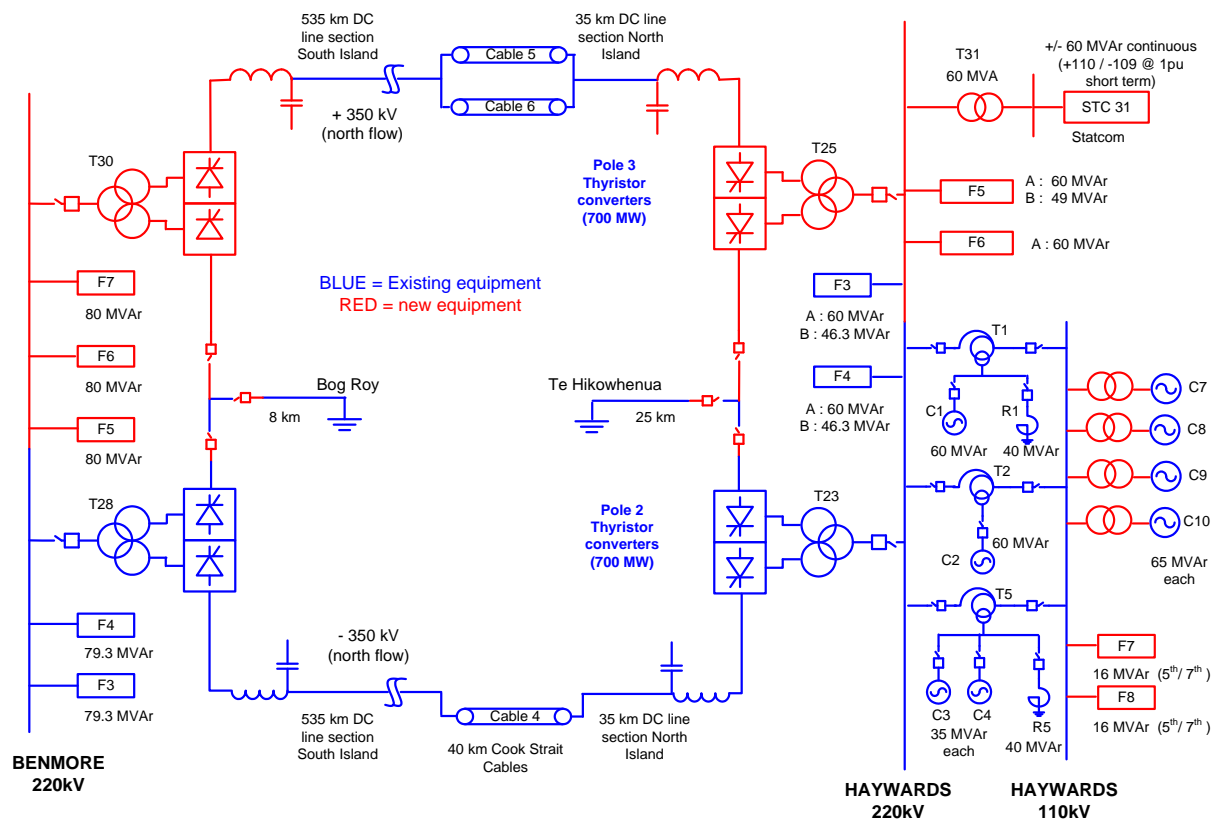 535 km DC
line section
South Island
Cable 5
Cable 6
35 km DC line
section North
Island
+ 350 kV
(north flow)
T31
60 MVA
+/- 60 MVAr continuous
(+110 / -109 @ 1pu
short term)
STC 31
Statcom
T30
Pole 3
Thyristor
converters
(700 MW)
T25
F5
A : 60 MVAr
B : 49 MVAr
F6
A : 60 MVAr
BLUE = Existing equipment
RED = new equipment
F7
80 MVAr
F6
80 MVAr
F5
80 MVAr
F3
A : 60 MVAr
B : 46.3 MVAr
F4
A : 60 MVAr
B : 46.3 MVAr
Bog Roy
8 km
Te Hikowhenua
25 km
T1
C1
60 MVAr
R1
40 MVAr
C7
C8
C9
C10
65 MVAr
each
T2
60 MVAr
C2
T28
Pole 2
Thyristor
converters
(700 MW)
T23
T5
C3
C4
35 MVAr
each
R5
40 MVAr
F7
16 MVAr (5th/ 7th )
F8
16 MVAr (5th/ 7th )
F4
79.3 MVAr
F3
79.3 MVAr
- 350 kV
(north flow)
535 km DC
line section
South Island
Cable 4
40 km Cook Strait
Cables
35 km DC line
section North
Island
BENMORE
220kV
HAYWARDS
220kV
HAYWARDS
110kV